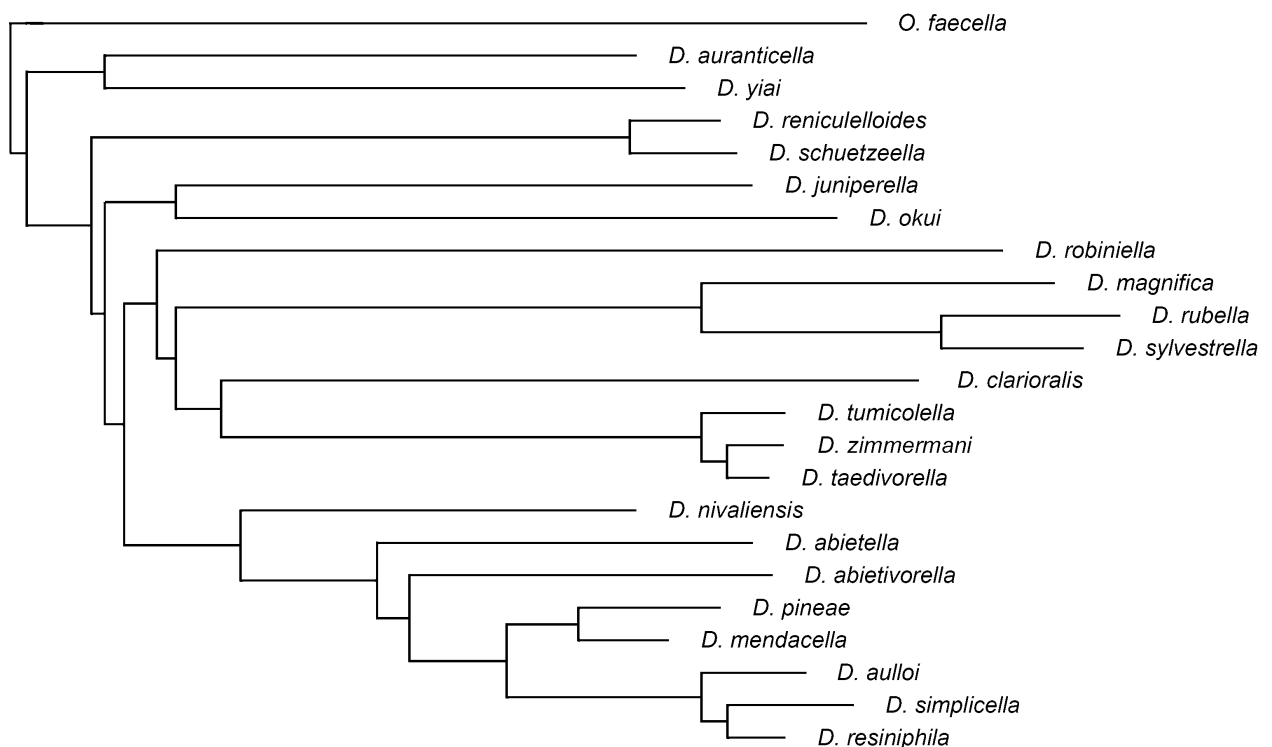 O. faecella
D. auranticella
D. yiai
D. reniculelloides
D. schuetzeella
D. juniperella
D. okui
D. robiniella
D. magnifica
D. rubella
D. sylvestrella
D. clarioralis
D. tumicolella
D. zimmermani
D. taedivorella
D. nivaliensis
D. abietella
D. abietivorella
D. pineae
D. mendacella
D. aulloi
D. simplicella
D. resiniphila